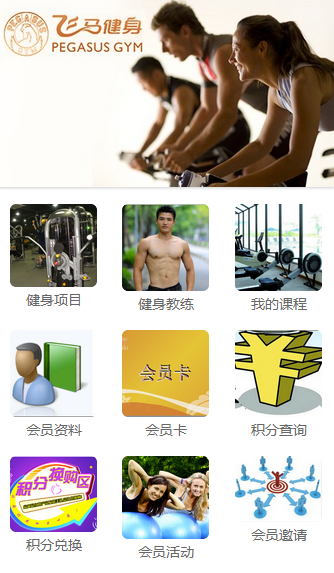 PEGASUS
飞马健身
PEGASUS GYM
健身项目
健身教练
我的课程
会员卡
会员资料
会员卡
积分查询
积分
换购区
积分兑换
会员活动
会员邀请